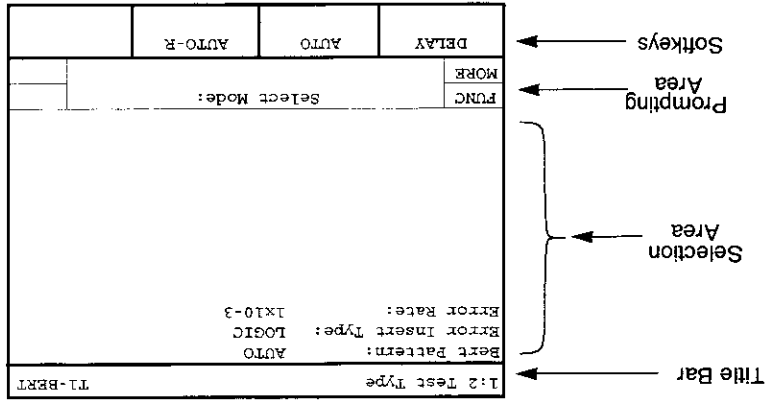 Title Bar
1:2 Test Type T1-BERT
Bert Pattern: AUTO
Error Insert Type: LOGIC
Error Rate: 1x10-3
Selection
Area
Prompting
Area
FUNC Select Mode:
MORE
Softkeys
DELAY AUTO AUTO-R